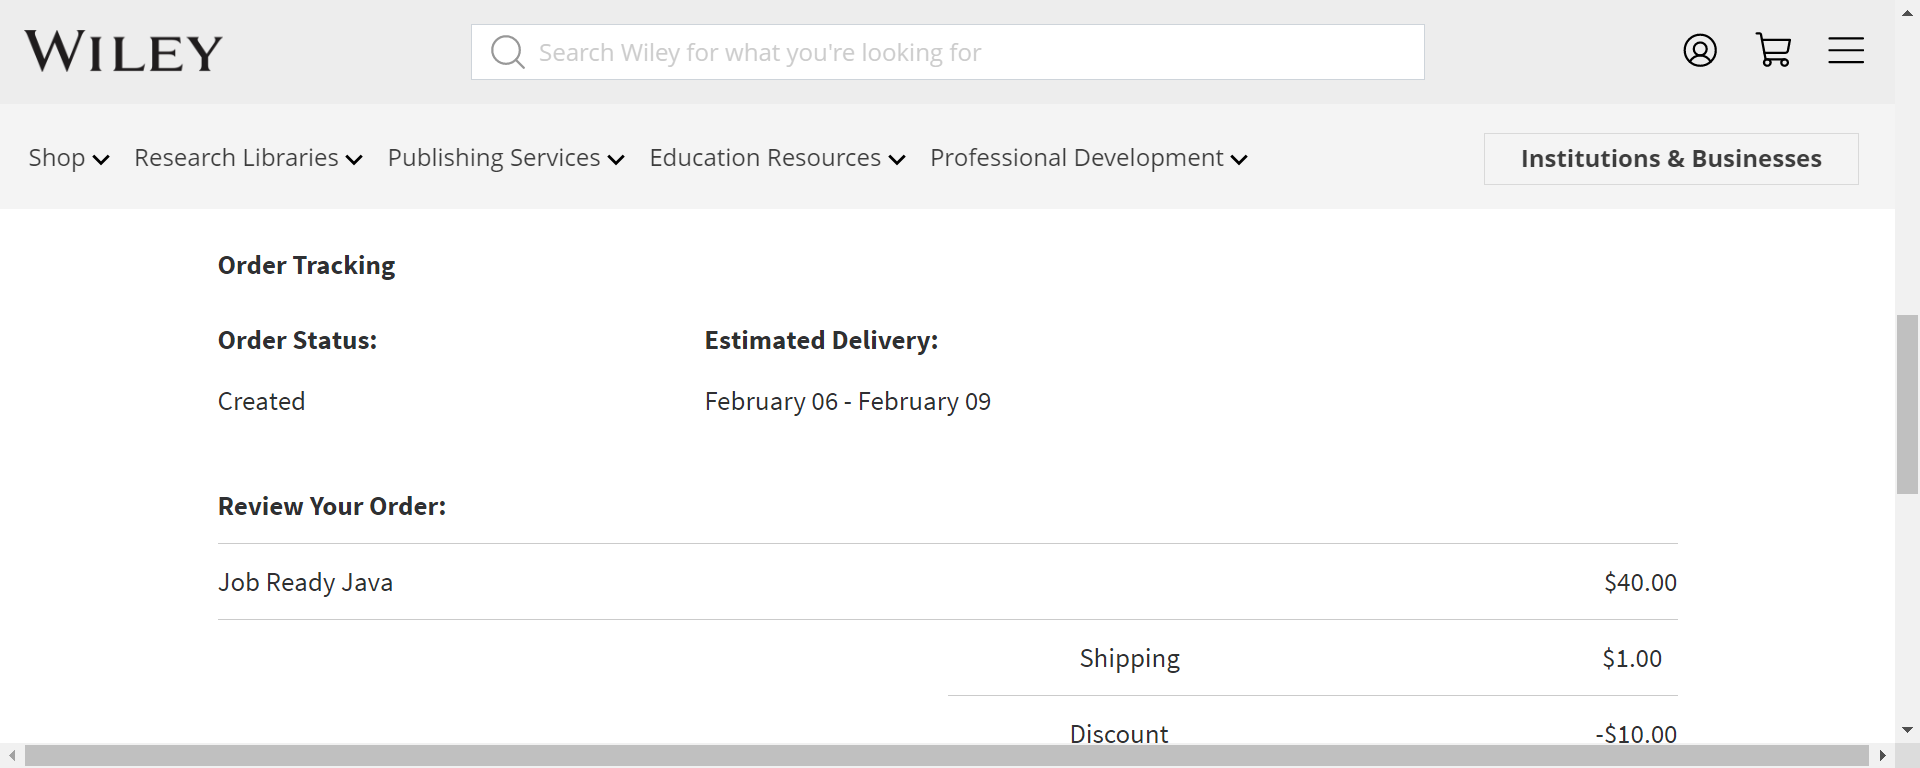 WILEY
Search Wiley for what you're looking for
Shop Research Libraries Publishing Services Education Resources Professional Development Institutions & Businesses
Order Tracking
Order Status: Estimated Delivery:
Created February 06 - February 09
Review Your Order:
Job Ready Java $40.00
Shipping $1.00
Discount -$10.00